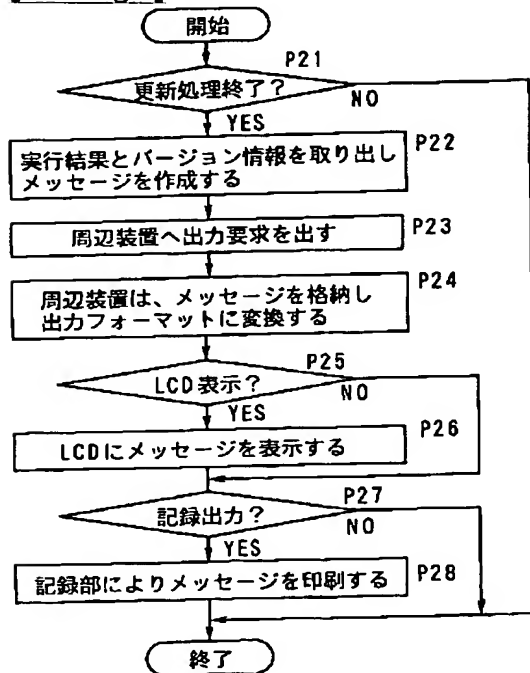 開始
P21
更新処理終了？
NO
YES
P22
実行結果とバージョン情報を取り出し
メッセージを作成する
周辺装置へ出力要求を出す
P23
P24
周辺装置は、メッセージを格納し
出力フォーマットに変換する
P25
LCD表示？
NO
YES
P26
LCDにメッセージを表示する
P27
記録出力？
NO
YES
記録部によりメッセージを印刷する
P28
終了